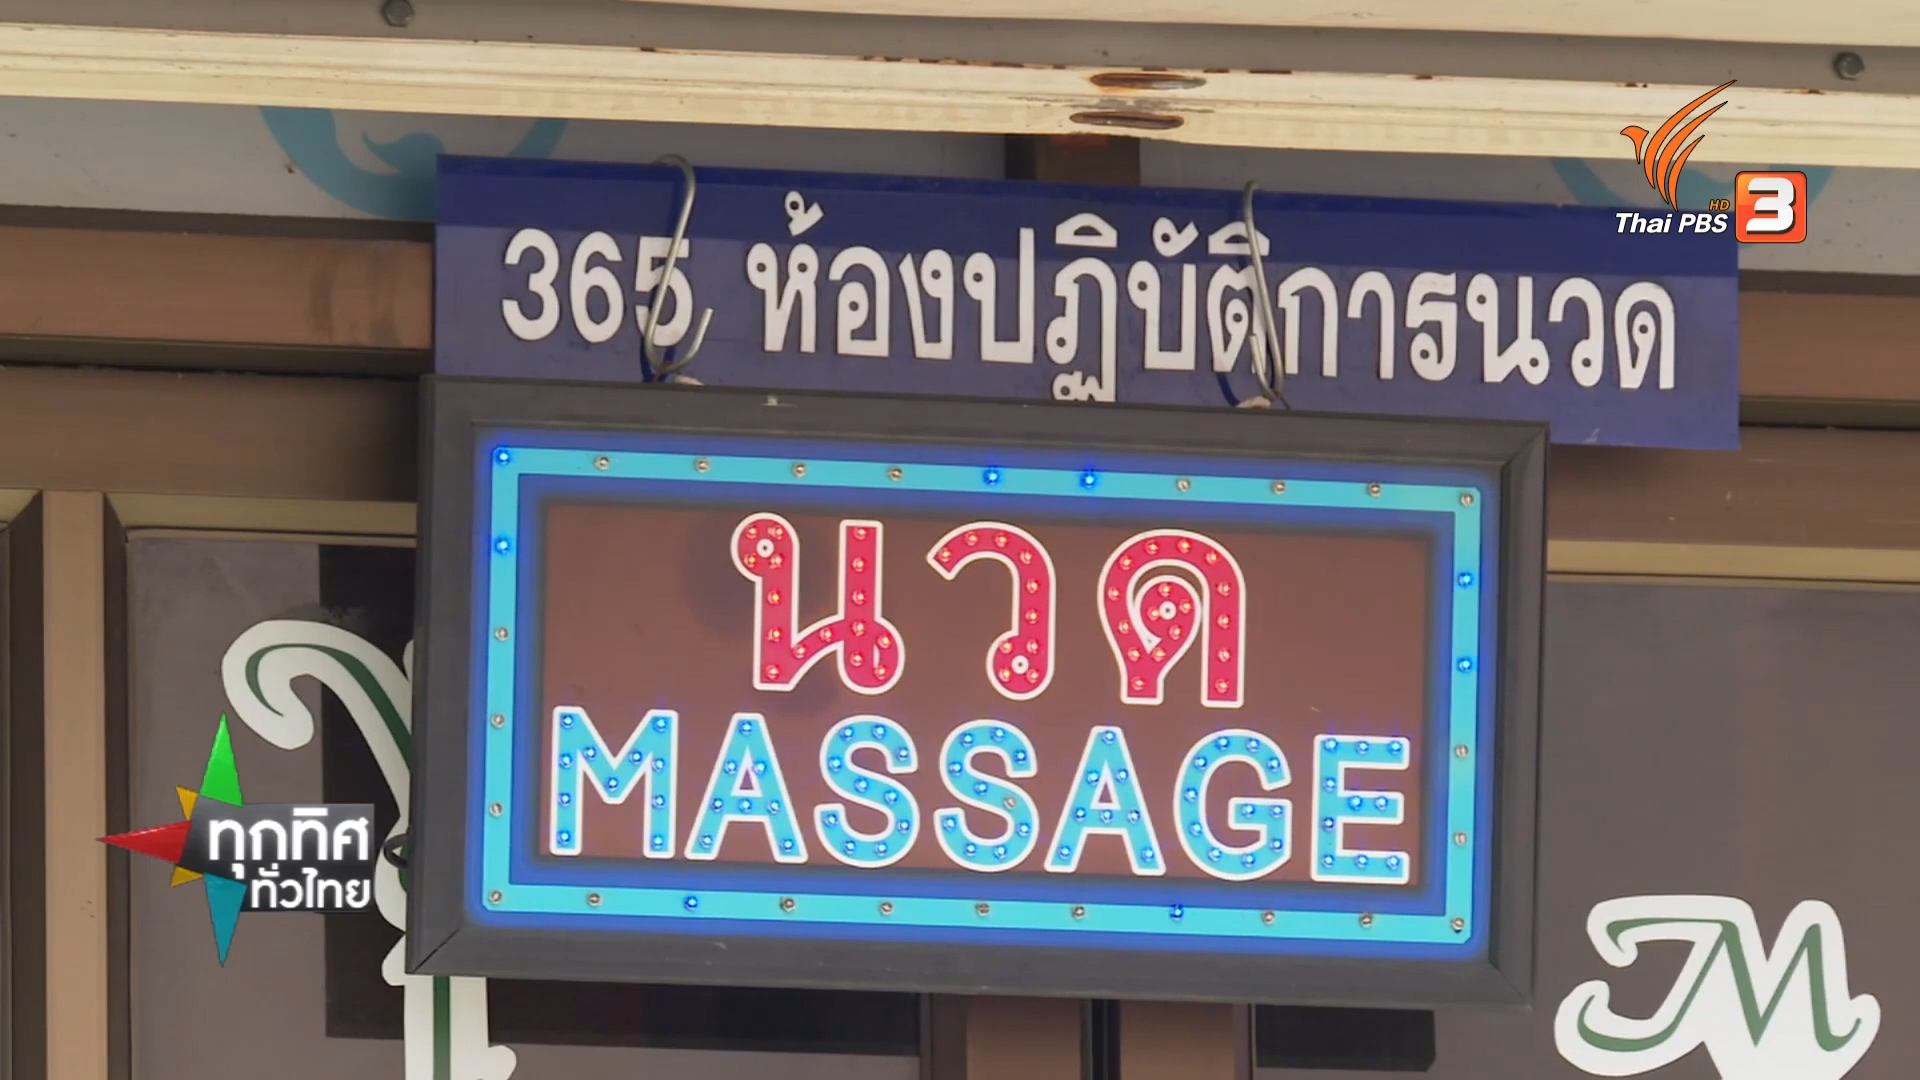 Thai PBS HD 3
365 ห้องปฏิบัติการนวด
นวด
MASSAGE
ทุกทิศ
ทั่วไทย
M